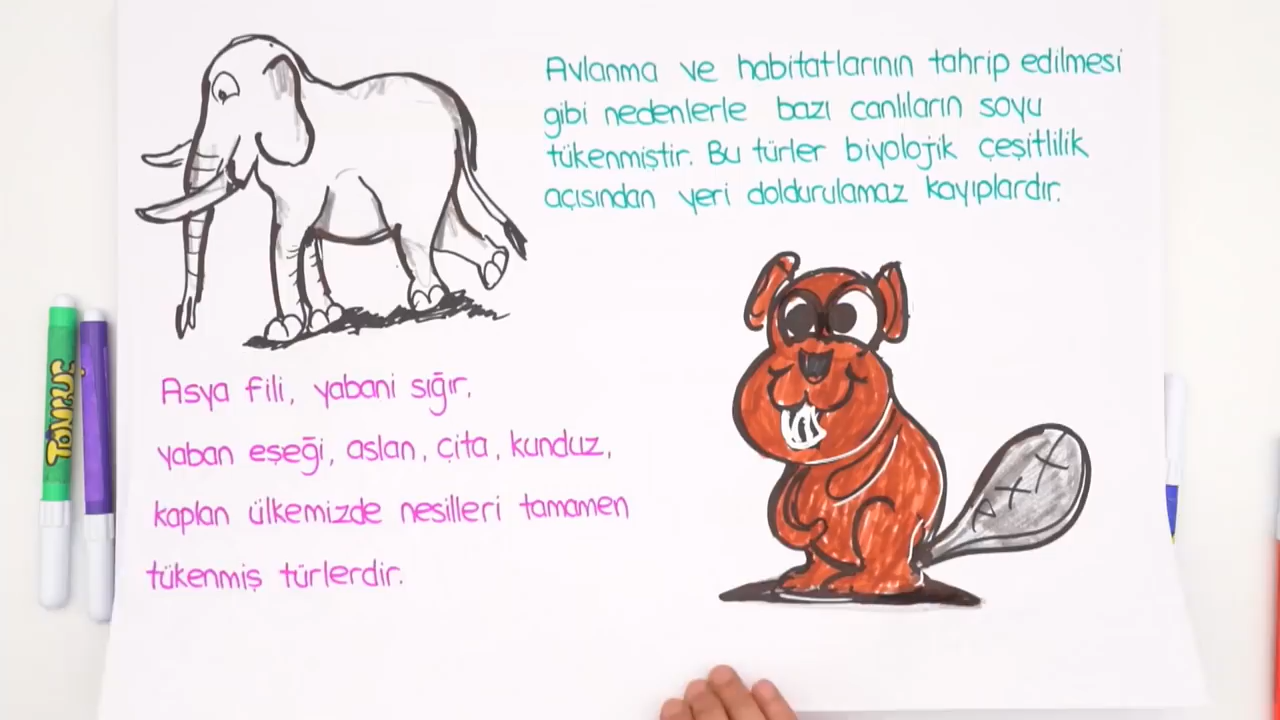 Avlanma ve habitatlarının tahrip edilmesi
gibi nedenlerle bazı canlıların soyu
tükenmiştir. Bu türler biyolojik çeşitlilik
açısından yeri doldurulamaz kayıplardır.
Asya fili, yabani sığır,
yaban eşeği, aslan, çita, kunduz,
kaplan ülkemizde nesilleri tamamen
tükenmiş türlerdir.